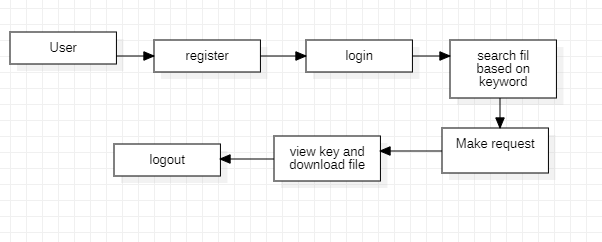 User
register
login
search fil
based on
keyword
Make request
view key and
download file
logout